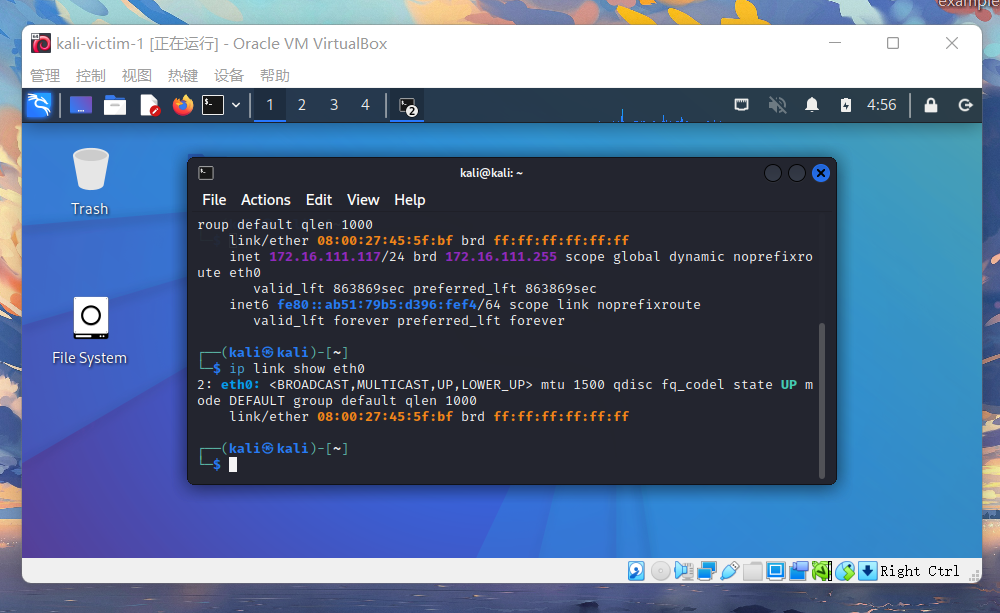 example
kali-victim-1 [正在运行] - Oracle VM VirtualBox
管理 控制 视图 热键 设备 帮助
1 2 3 4 2 4:56
Trash
File System
kali@kali: ~
File Actions Edit View Help
roup default qlen 1000
    link/ether 08:00:27:45:5f:bf brd ff:ff:ff:ff:ff:ff
    inet 172.16.111.117/24 brd 172.16.111.255 scope global dynamic noprefixro
ute eth0
       valid_lft 863869sec preferred_lft 863869sec
    inet6 fe80::ab51:79b5:d396:fef4/64 scope link noprefixroute
       valid_lft forever preferred_lft forever
┌──(kali㉿kali)-[~]
└─$ ip link show eth0
2: eth0: <BROADCAST,MULTICAST,UP,LOWER_UP> mtu 1500 qdisc fq_codel state UP m
ode DEFAULT group default qlen 1000
    link/ether 08:00:27:45:5f:bf brd ff:ff:ff:ff:ff:ff
┌──(kali㉿kali)-[~]
└─$
Right Ctrl